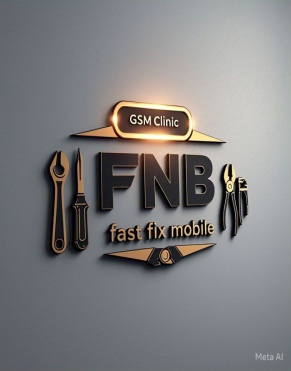 GSM Clinic
FNB
fast fix mobile
Meta AI